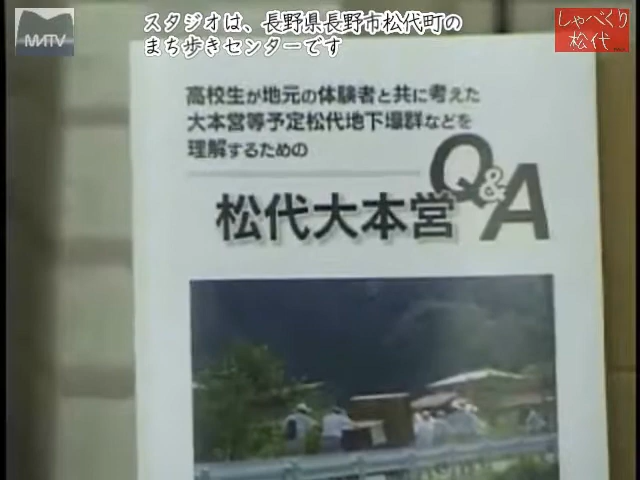 MATV
スタジオは、長野県長野市松代町の
まち歩きセンターです
しゃべくり
松代
高校生が地元の体験者と共に考えた
大本営等予定松代地下壕群などを
理解するための
Q&A
松代大本営